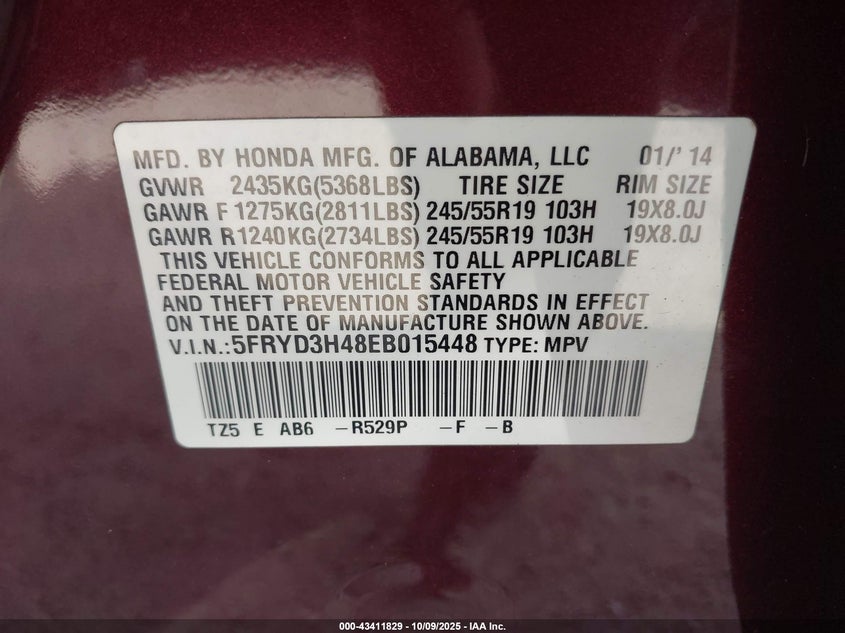 MFD. BY HONDA MFG. OF ALABAMA, LLC 01/' 14
GVWR 2435KG(5368LBS) TIRE SIZE RIM SIZE
GAWR F 1275KG(2811LBS) 245/55R19 103H 19X8.0J
GAWR R 1240KG(2734LBS) 245/55R19 103H 19X8.0J
THIS VEHICLE CONFORMS TO ALL APPLICABLE
FEDERAL MOTOR VEHICLE SAFETY
AND THEFT PREVENTION STANDARDS IN EFFECT
ON THE DATE OF MANUFACTURE SHOWN ABOVE.
V.I.N.:5FRYD3H48EB015448 TYPE: MPV
TZ5 E AB6 -R529P -F -B
000-43411829 - 10/09/2025 - IAA Inc.